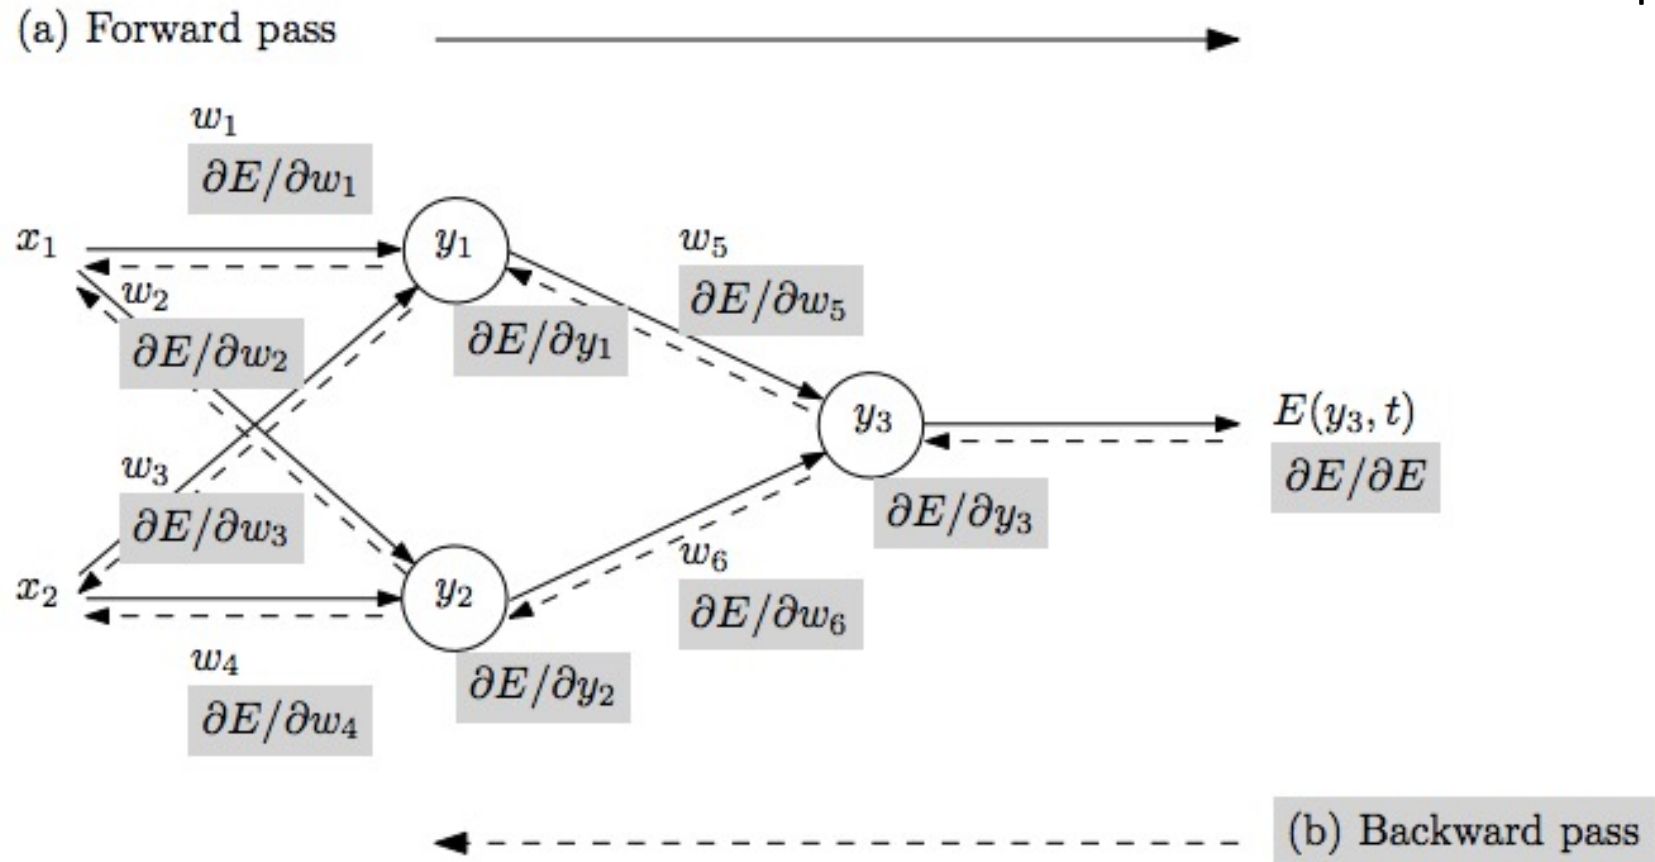 (a) Forward pass
w₁
∂E/∂w₁
x₁
y₁
w₅
∂E/∂w₅
w₂
∂E/∂w₂
∂E/∂y₁
y₃
E(y₃, t)
∂E/∂E
w₃
∂E/∂w₃
∂E/∂y₃
x₂
y₂
w₆
∂E/∂w₆
w₄
∂E/∂w₄
∂E/∂y₂
(b) Backward pass